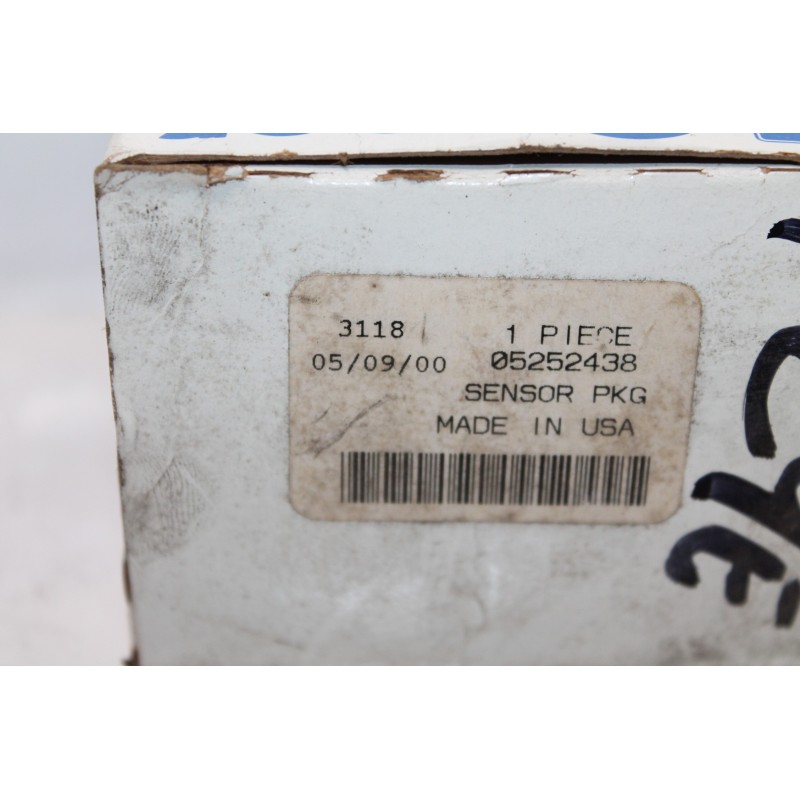 3118 1 PIECE
05/09/00 05252438
SENSOR PKG
MADE IN USA